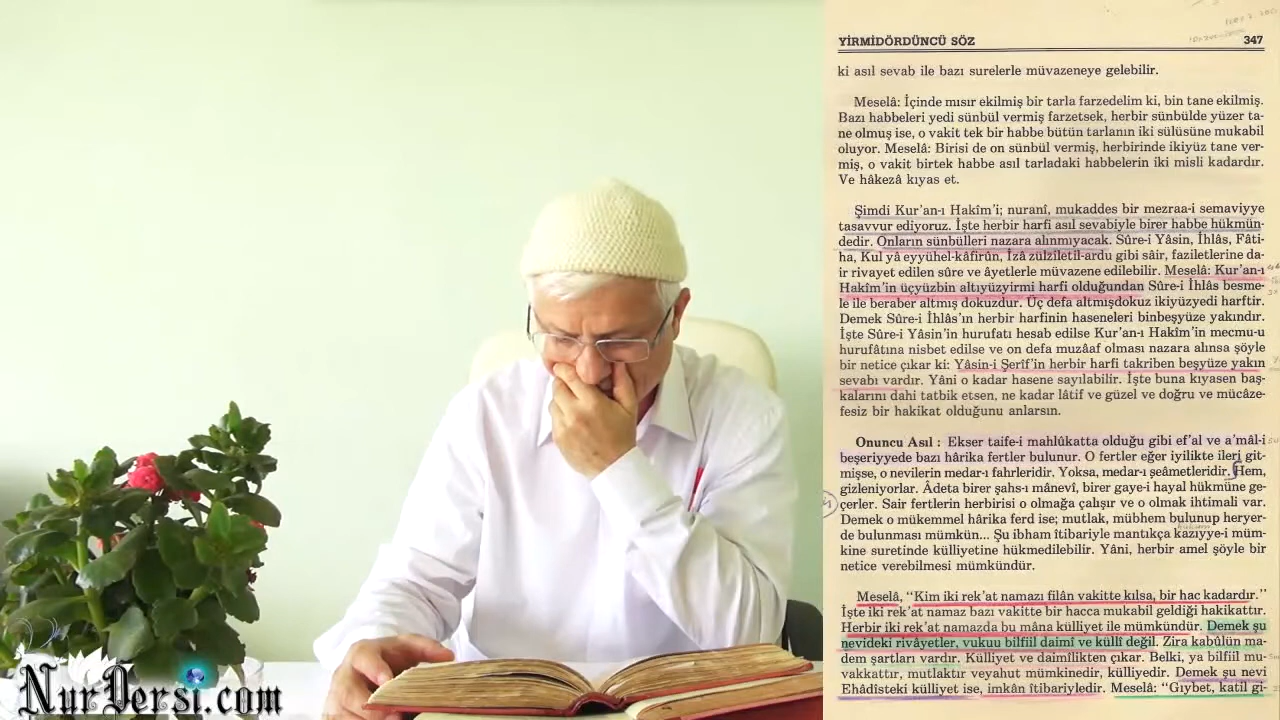 YİRMİDÖRDÜNCÜ SÖZ 347
ki asıl sevab ile bazı surelerle müvazeneye gelebilir.
Meselâ: İçinde mısır ekilmiş bir tarla farzedelim ki, bin tane ekilmiş.
Bazı habbeleri yedi sünbül vermiş farzetsek, herbir sünbülde yüzer ta-
ne olmuş ise, o vakit tek bir habbe bütün tarlanın iki sülüsüne mukabil
oluyor. Meselâ: Birisi de on sünbül vermiş, herbirinde ikiyüz tane ver-
miş, o vakit birtek habbe asıl tarladaki habbelerin iki misli kadardır.
Ve hâkezâ kıyas et.
Şimdi Kur'an-ı Hakîm'i; nuranî, mukaddes bir mezraa-i semaviyye
tasavvur ediyoruz. İşte herbir harfi asıl sevabiyle birer habbe hükmün-
dedir. Onların sünbülleri nazara alınmıyacak. Sûre-i Yâsin, İhlâs, Fâti-
ha, Kul yâ eyyühel-kâfirûn, İzâ zülziletil-ardu gibi sâir, faziletlerine da-
ir rivayet edilen sûre ve âyetlerle müvazene edilebilir. Meselâ: Kur'an-ı
Hakîm'in üçyüzbin altıyüzyirmi harfi olduğundan Sûre-i İhlâs besme-
le ile beraber altmış dokuzdur. Üç defa altmışdokuz ikiyüzyedi harftir.
Demek Sûre-i İhlâs'ın herbir harfinin haseneleri binbeşyüze yakındır.
İşte Sûre-i Yâsin'in hurufatı hesab edilse Kur'an-ı Hakîm'in mecmu-u
hurufâtına nisbet edilse ve on defa muzâaf olması nazara alınsa şöyle
bir netice çıkar ki: Yâsin-i Şerîf'in herbir harfi takriben beşyüze yakın
sevabı vardır. Yâni o kadar hasene sayılabilir. İşte buna kıyasen baş-
kalarını dahi tatbik etsen, ne kadar lâtif ve güzel ve doğru ve mücâze-
fesiz bir hakikat olduğunu anlarsın.
Onuncu Asıl : Ekser taife-i mahlûkatta olduğu gibi ef'al ve a'mâl-i
beşeriyyede bazı hârika fertler bulunur. O fertler eğer iyilikte ileri git-
mişse, o nevilerin medar-ı fahrleridir. Yoksa, medar-ı şeâmetleridir. Hem,
gizleniyorlar. Âdeta birer şahs-ı mânevî, birer gaye-i hayal hükmüne ge-
çerler. Sair fertlerin herbirisi o olmağa çalışır ve o olmak ihtimali var.
Demek o mükemmel hârika ferd ise; mutlak, mübhem bulunup heryer-
de bulunması mümkün... Şu ibham îtibariyle mantıkça kazıyye-i müm-
kine suretinde külliyetine hükmedilebilir. Yâni, herbir amel şöyle bir
netice verebilmesi mümkündür.
Meselâ, "Kim iki rek'at namazı filân vakitte kılsa, bir hac kadardır."
İşte iki rek'at namaz bazı vakitte bir hacca mukabil geldiği hakikattır.
Herbir iki rek'at namazda bu mâna külliyet ile mümkündür. Demek şu
nevideki rivâyetler, vukuu bilfiil daimî ve küllî değil. Zira kabûlün ma-
dem şartları vardır. Külliyet ve daimîlikten çıkar. Belki, ya bilfiil mu-
vakkattır, mutlaktır veyahut mümkinedir, külliyedir. Demek şu nevi
Ehâdîsteki külliyet ise, imkân îtibariyledir. Meselâ: "Gıybet, katil gi-
NurDersi.com